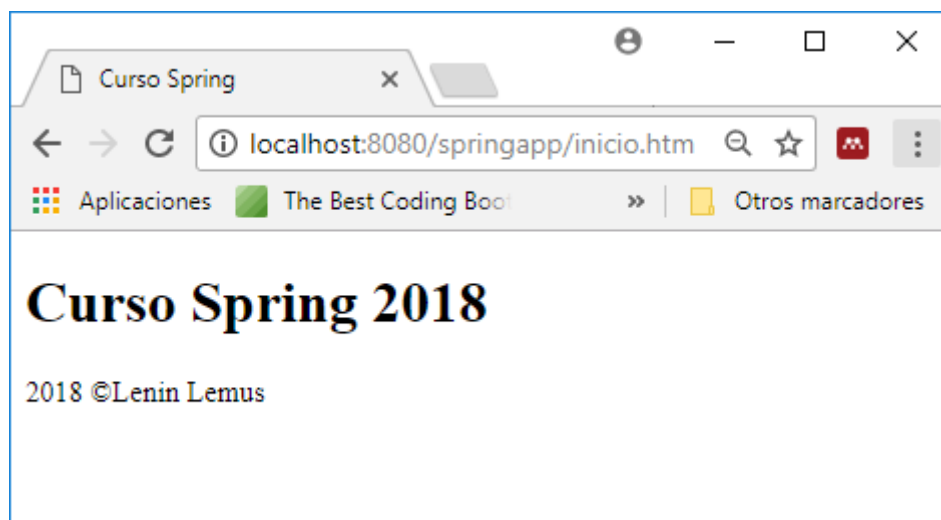 Curso Spring
localhost:8080/springapp/inicio.htm
Aplicaciones The Best Coding Boot » Otros marcadores
Curso Spring 2018
2018 ©Lenin Lemus